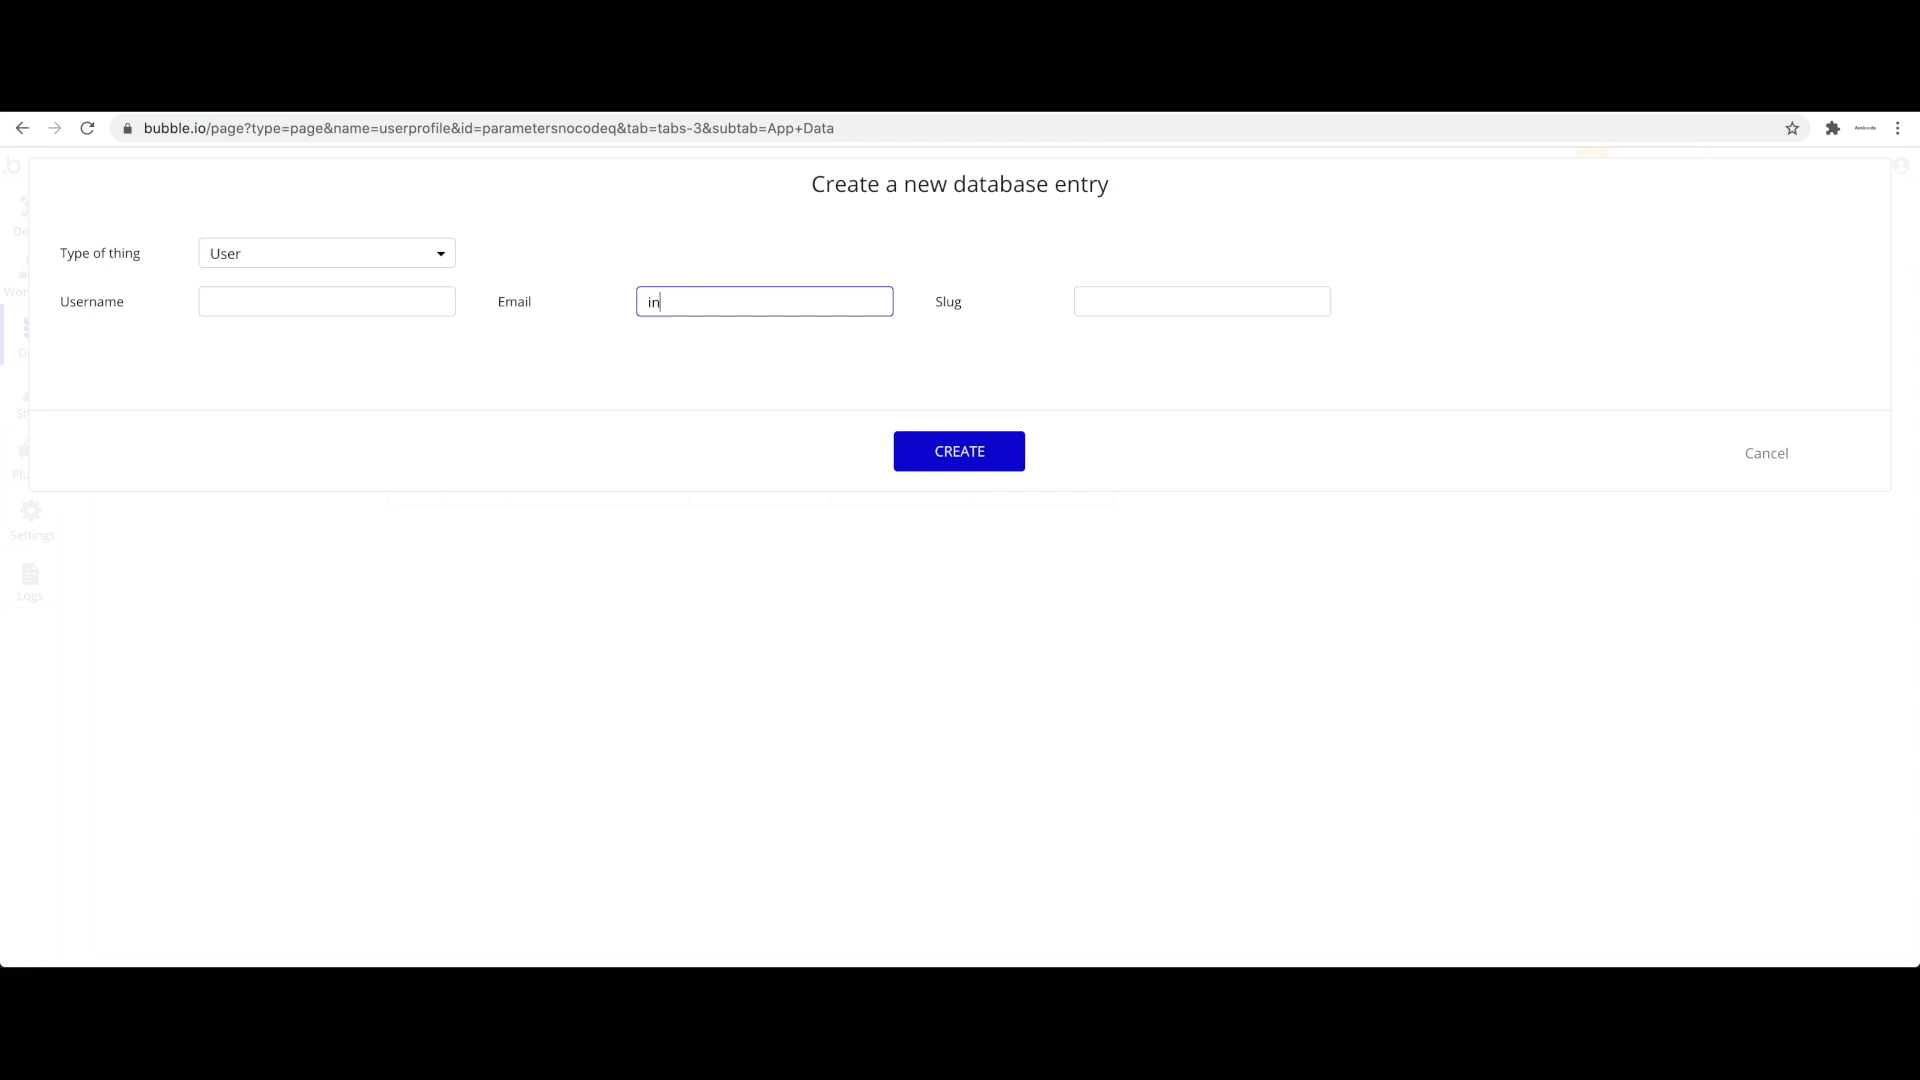 bubble.io/page?type=page&name=userprofile&id=parametersnocodeq&tab=tabs-3&subtab=App+Data
Create a new database entry
Type of thing User
Username Email in Slug
CREATE Cancel
Settings
Logs